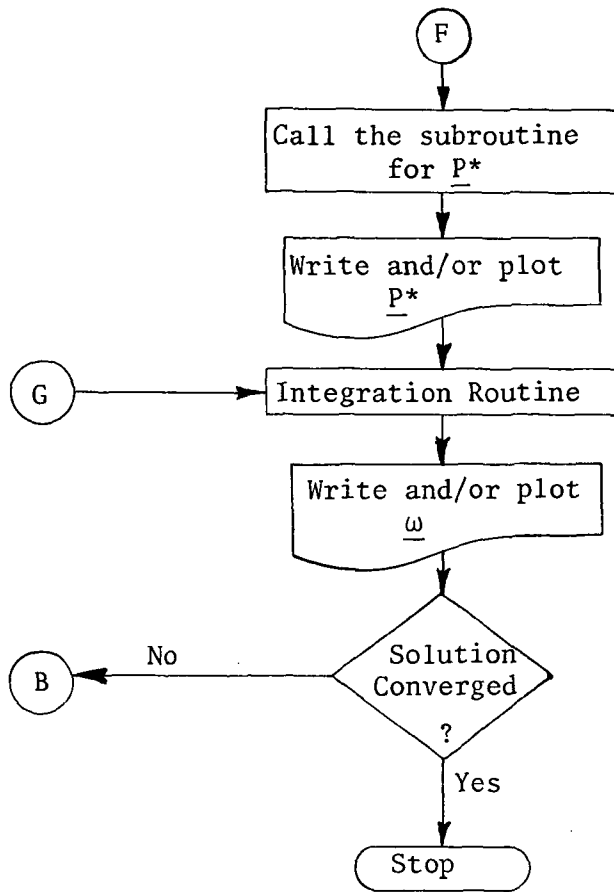 F
Call the subroutine
for P*
Write and/or plot
P*
G
Integration Routine
Write and/or plot
ω
No
B
Solution
Converged
?
Yes
Stop